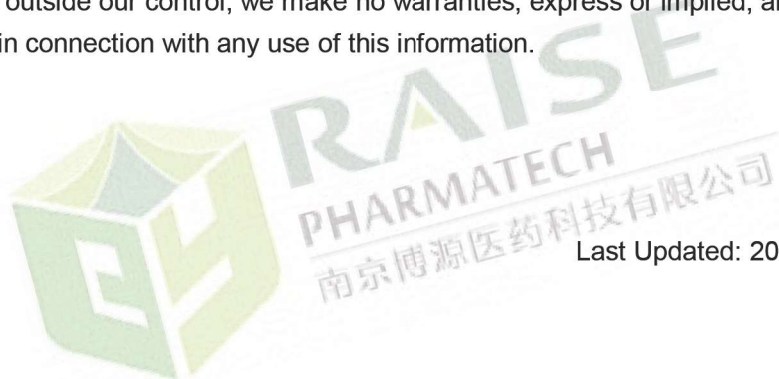 outside our control, we make no warranties, express or implied, a
in connection with any use of this information.
RAISE
PHARMATECH
南京博源医药科技有限公司
Last Updated: 20